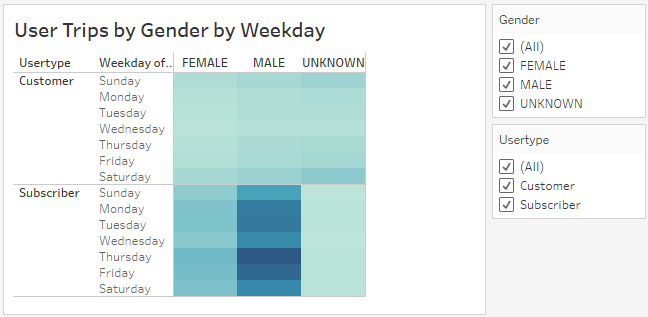 User Trips by Gender by Weekday
Usertype Weekday of.. FEMALE MALE UNKNOWN
Customer Sunday
Monday
Tuesday
Wednesday
Thursday
Friday
Saturday
Subscriber Sunday
Monday
Tuesday
Wednesday
Thursday
Friday
Saturday
Gender
(All)
FEMALE
MALE
UNKNOWN
Usertype
(All)
Customer
Subscriber